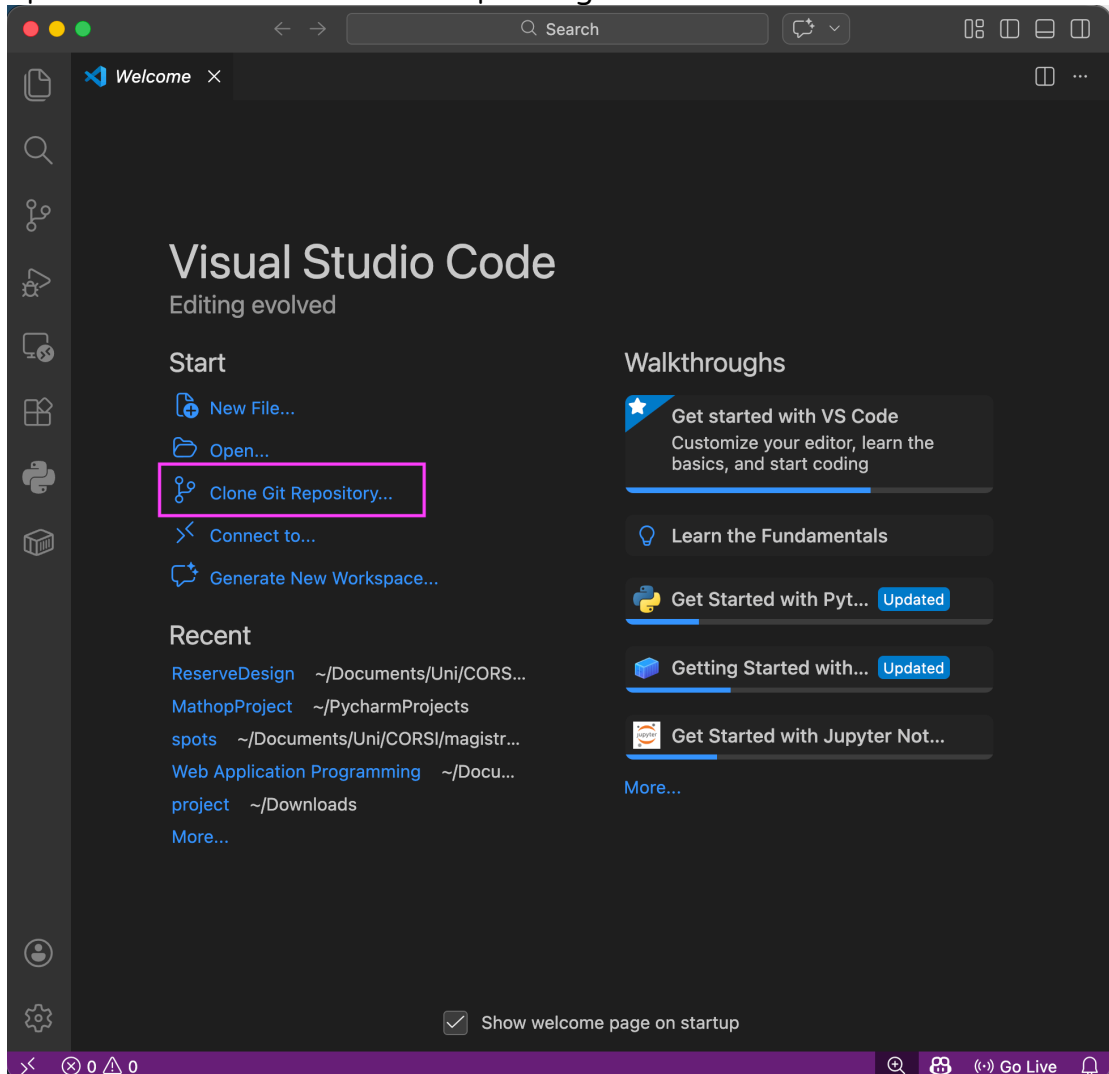 Search
Welcome
Visual Studio Code
Editing evolved
Start
New File...
Open...
Clone Git Repository...
Connect to...
Generate New Workspace...
Recent
ReserveDesign ~/Documents/Uni/CORS...
MathopProject ~/PycharmProjects
spots ~/Documents/Uni/CORSI/magistr...
Web Application Programming ~/Docu...
project ~/Downloads
More...
Walkthroughs
Get started with VS Code
Customize your editor, learn the
basics, and start coding
Learn the Fundamentals
Get Started with Pyt... Updated
Getting Started with... Updated
jupyter
Get Started with Jupyter Not...
More...
Show welcome page on startup
0 0
Go Live